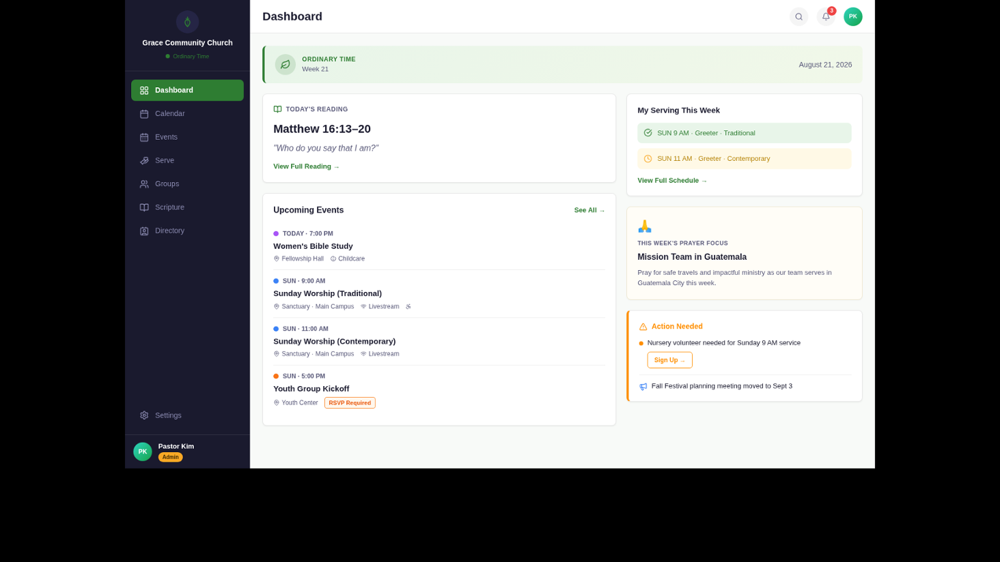 Grace Community Church
Ordinary Time
Dashboard
Calendar
Events
Serve
Groups
Scripture
Directory
Settings
PK
Pastor Kim
Admin
Dashboard
3
PK
ORDINARY TIME
Week 21
August 21, 2026
TODAY'S READING
Matthew 16:13–20
"Who do you say that I am?"
View Full Reading →
Upcoming Events
See All →
TODAY · 7:00 PM
Women's Bible Study
Fellowship Hall Childcare
SUN · 9:00 AM
Sunday Worship (Traditional)
Sanctuary · Main Campus Livestream
SUN · 11:00 AM
Sunday Worship (Contemporary)
Sanctuary · Main Campus Livestream
SUN · 5:00 PM
Youth Group Kickoff
Youth Center RSVP Required
My Serving This Week
SUN 9 AM · Greeter · Traditional
SUN 11 AM · Greeter · Contemporary
View Full Schedule →
THIS WEEK'S PRAYER FOCUS
Mission Team in Guatemala
Pray for safe travels and impactful ministry as our team serves in
Guatemala City this week.
Action Needed
Nursery volunteer needed for Sunday 9 AM service
Sign Up →
Fall Festival planning meeting moved to Sept 3